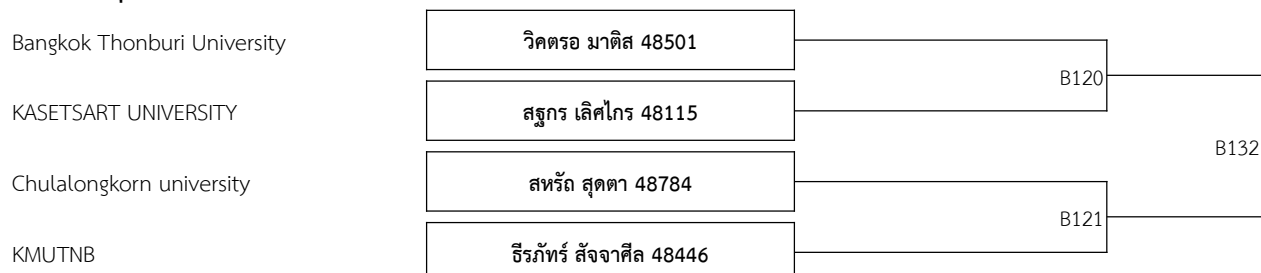 Bangkok Thonburi University
วิคตรอ มาติส 48501
B120
KASETSART UNIVERSITY
สฐกร เลิศไกร 48115
B132
Chulalongkorn university
สหรัถ สุดตา 48784
B121
KMUTNB
ธีรภัทร์ สัจจาศีล 48446